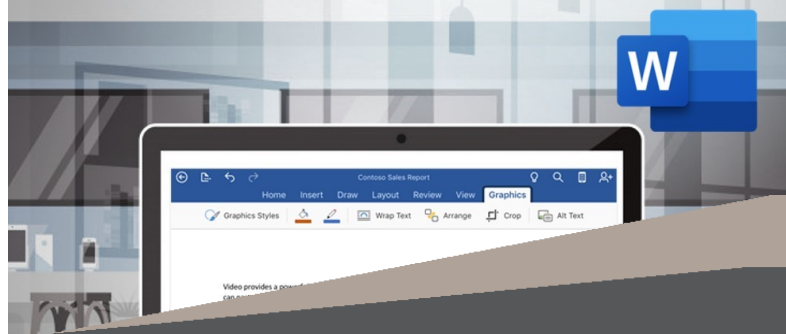 W
Contoso Sales Report
Home Insert Draw Layout Review View Graphics
Graphics Styles Wrap Text Arrange Crop Alt Text
Video provides a
can